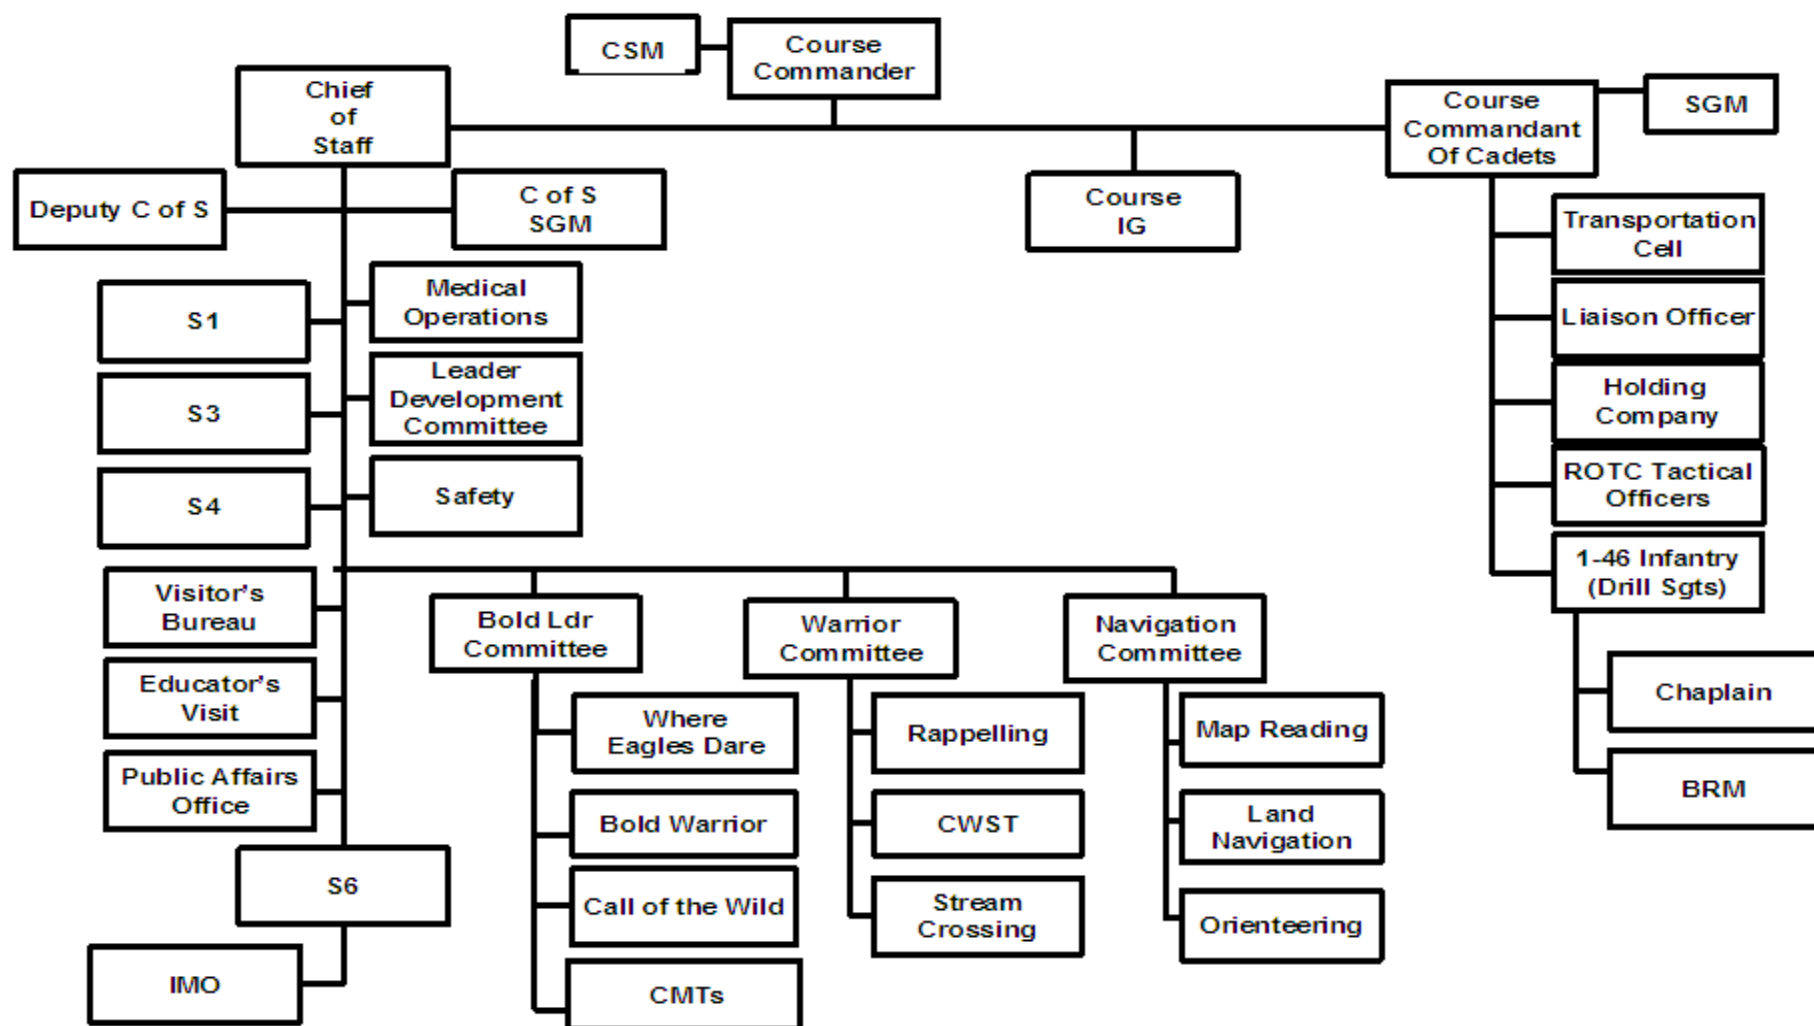 CSM
Course
Commander
Chief
of
Staff
Course
Commandant
Of Cadets
SGM
Deputy C of S
C of S
SGM
Course
IG
Transportation
Cell
Liaison Officer
Holding
Company
ROTC Tactical
Officers
1-46 Infantry
(Drill Sgts)
Chaplain
BRM
S1
Medical
Operations
S3
Leader
Development
Committee
S4
Safety
Visitor's
Bureau
Educator's
Visit
Public Affairs
Office
S6
IMO
Bold Ldr
Committee
Where
Eagles Dare
Bold Warrior
Call of the Wild
CMTs
Warrior
Committee
Rappelling
CWST
Stream
Crossing
Navigation
Committee
Map Reading
Land
Navigation
Orienteering